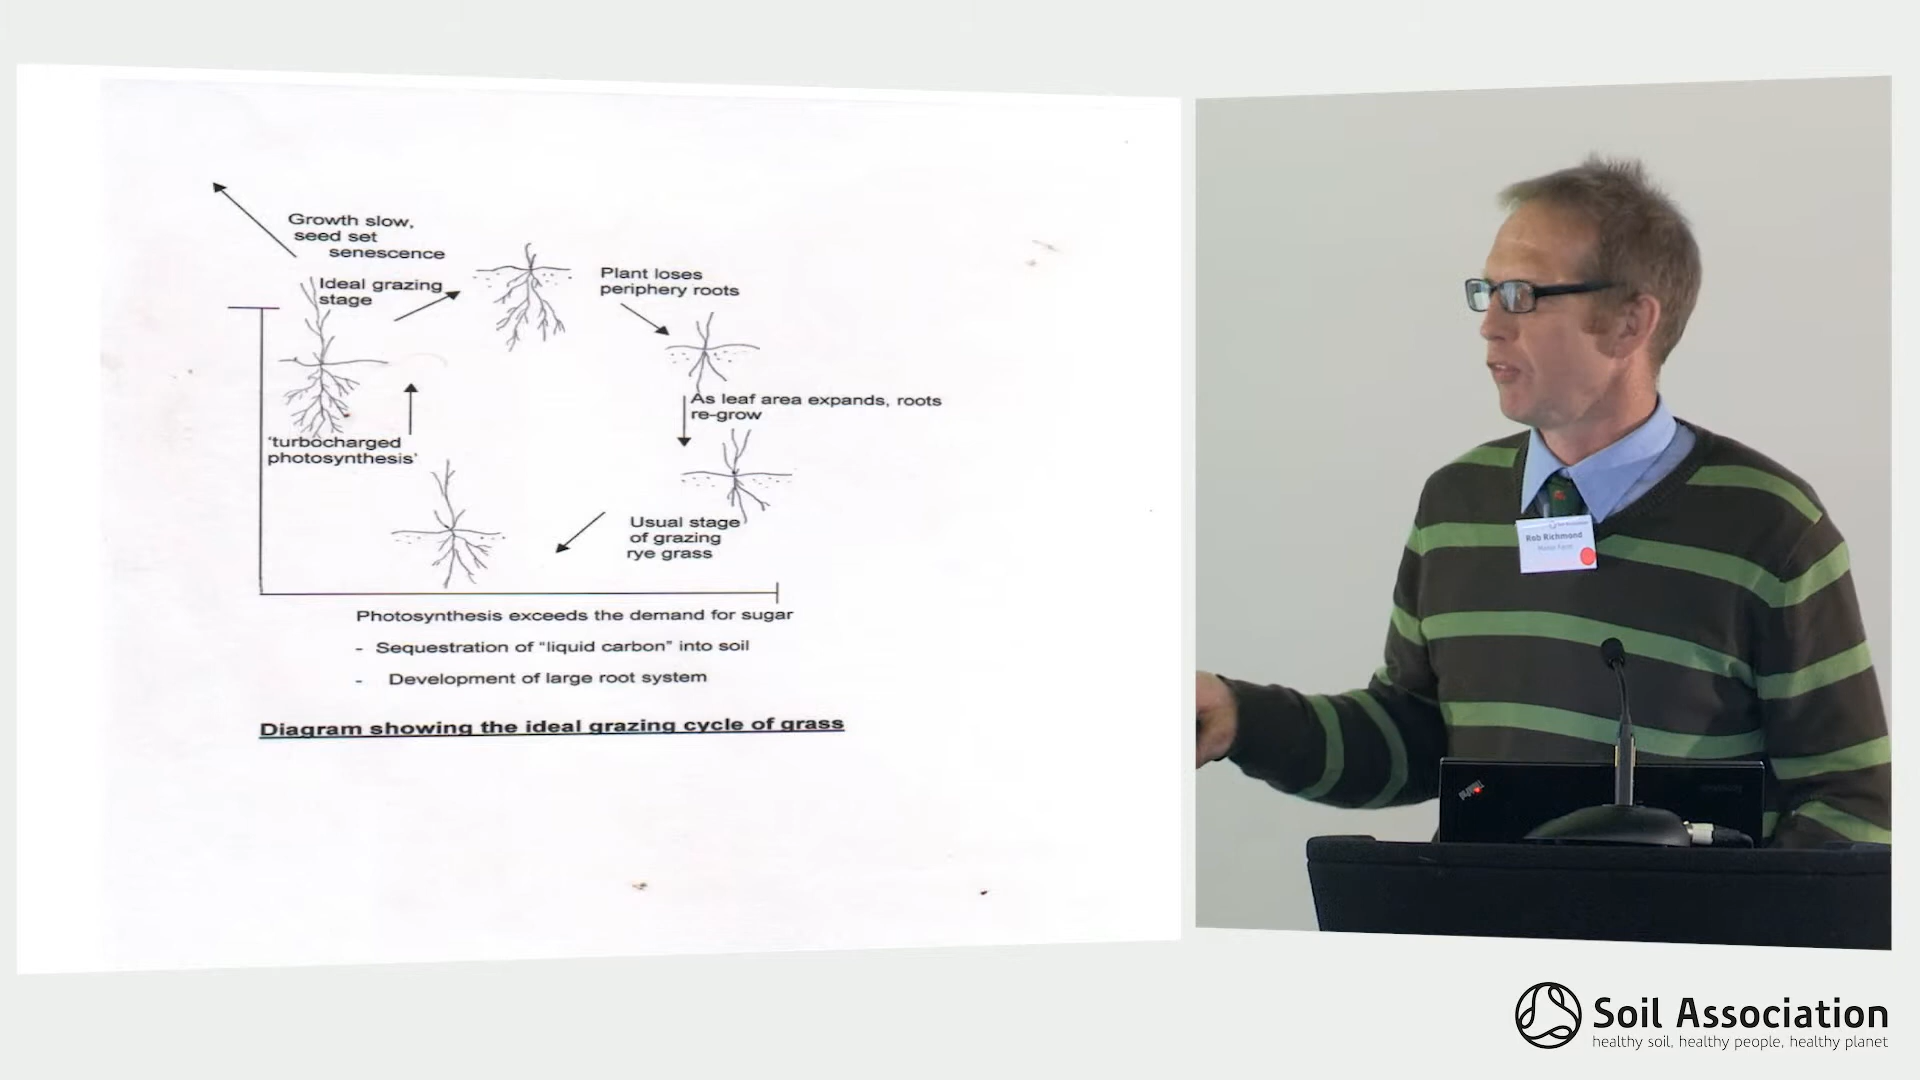 Growth slow,
seed set
senescence
Ideal grazing
stage
Plant loses
periphery roots
As leaf area expands, roots
re-grow
'turbocharged
photosynthesis'
Usual stage
of grazing
rye grass
Photosynthesis exceeds the demand for sugar
- Sequestration of “liquid carbon” into soil
- Development of large root system
Diagram showing the ideal grazing cycle of grass
Rob Richmond
Soil Association
healthy soil, healthy people, healthy planet